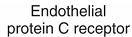 Endothelial
protein C receptor